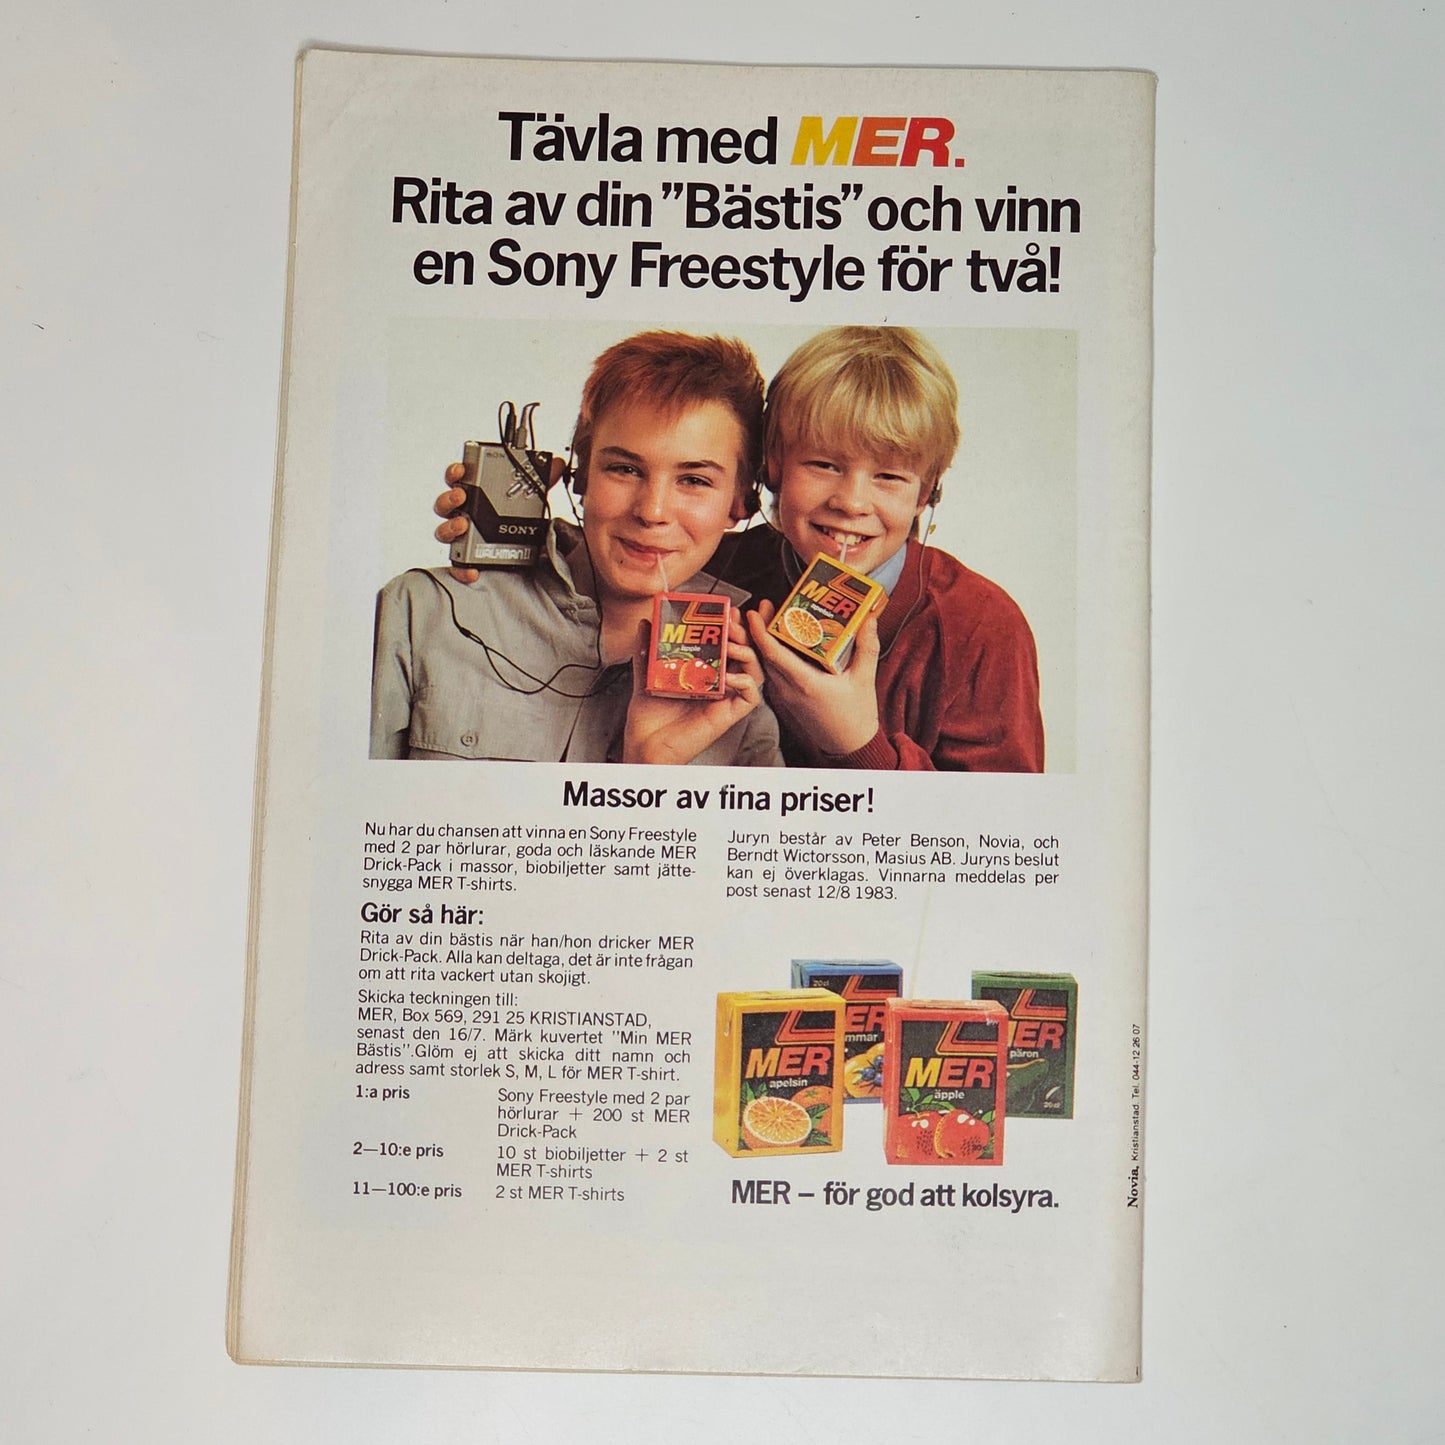 Tävla med MER.
Rita av din ”Bästis” och vinn
en Sony Freestyle för två!
SONY
SONY
WALKMAN II
MER
äpple
MER
apelsin
Massor av fina priser!
Nu har du chansen att vinna en Sony Freestyle
med 2 par hörlurar, goda och läskande MER
Drick-Pack i massor, biobiljetter samt jätte-
snygga MER T-shirts.
Gör så här:
Rita av din bästis när han/hon dricker MER
Drick-Pack. Alla kan deltaga, det är inte frågan
om att rita vackert utan skojigt.
Skicka teckningen till:
MER, Box 569, 291 25 KRISTIANSTAD,
senast den 16/7. Märk kuvertet ”Min MER
Bästis”.Glöm ej att skicka ditt namn och
adress samt storlek S, M, L för MER T-shirt.
1:a pris Sony Freestyle med 2 par
hörlurar + 200 st MER
Drick-Pack
2—10:e pris 10 st biobiljetter + 2 st
MER T-shirts
11—100:e pris 2 st MER T-shirts
Juryn består av Peter Benson, Novia, och
Berndt Wictorsson, Masius AB. Juryns beslut
kan ej överklagas. Vinnarna meddelas per
post senast 12/8 1983.
20cl
ER
mmar
MER
päron
20cl
MER
apelsin
MER
äpple
20cl
MER – för god att kolsyra.
Novia, Kristianstad. Tel. 044-12 26 07